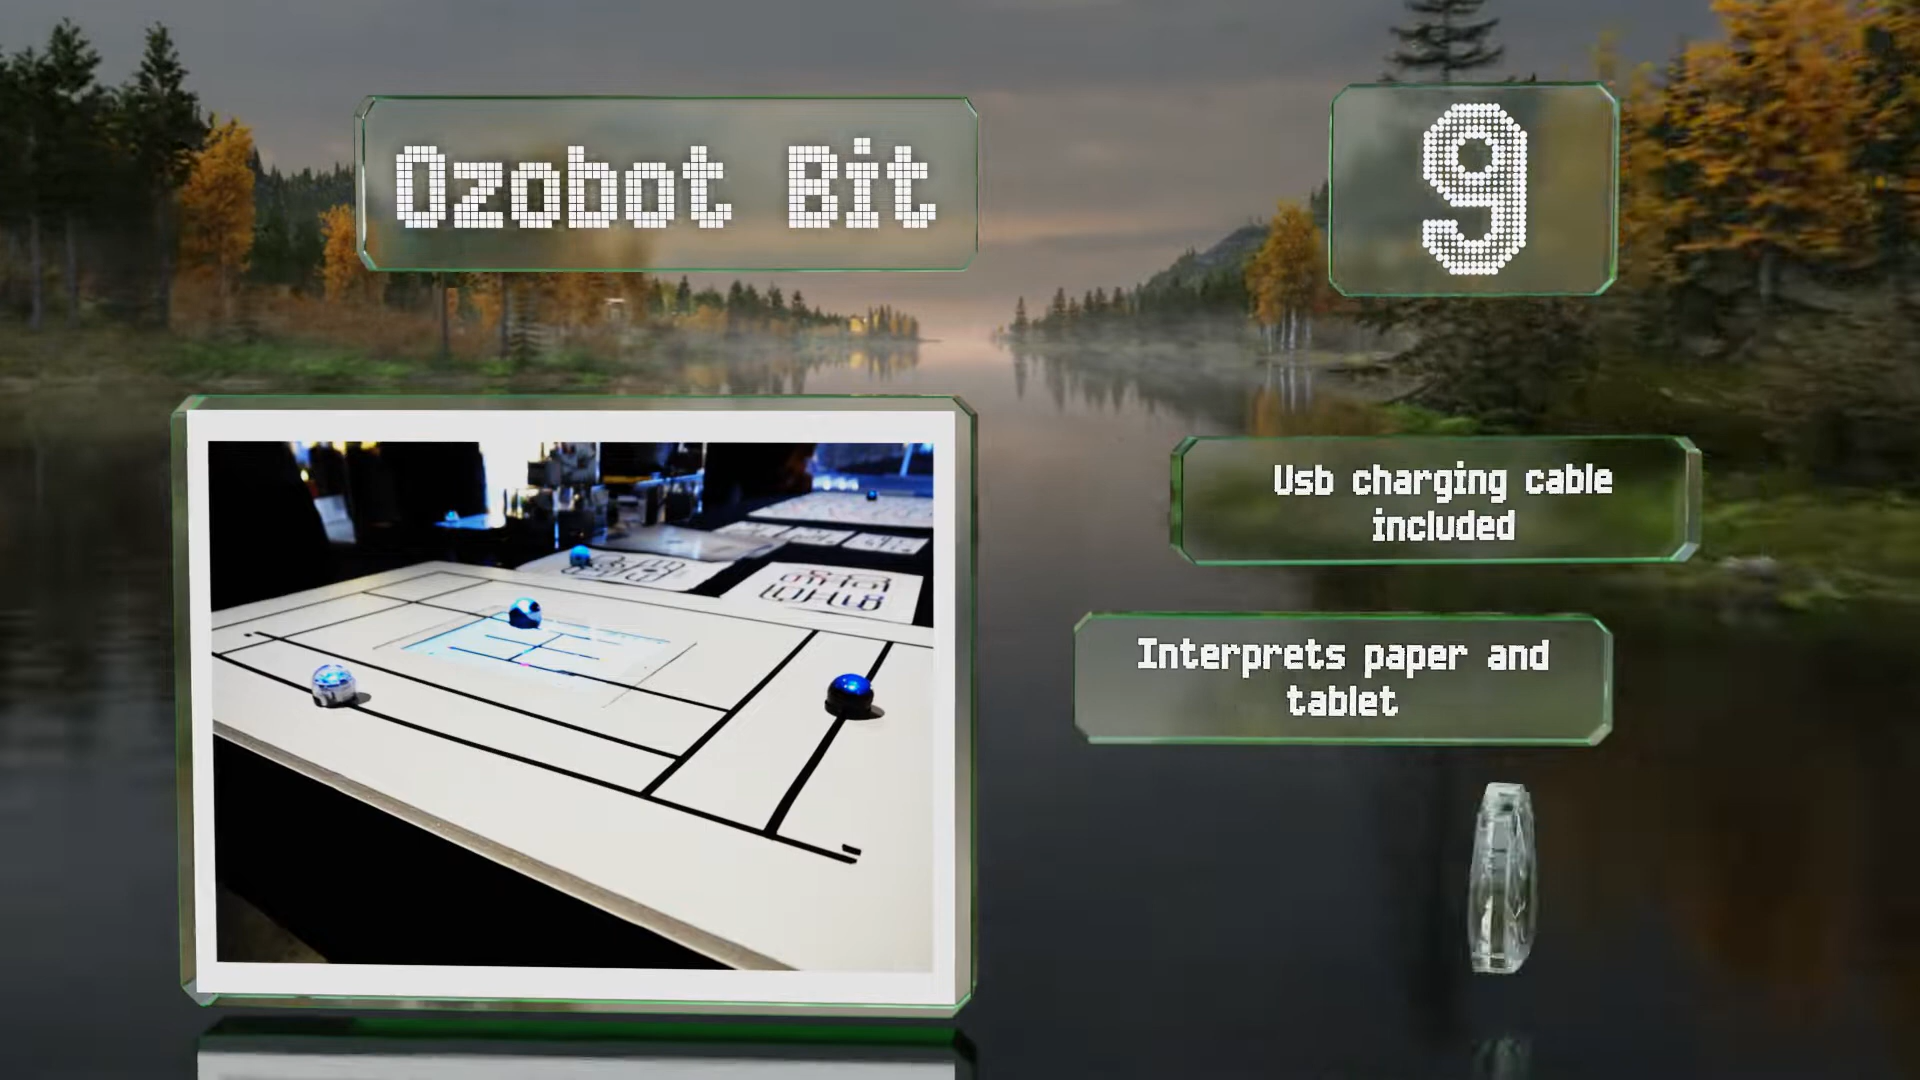 Ozobot Bit
9
Usb charging cable
included
Interprets paper and
tablet